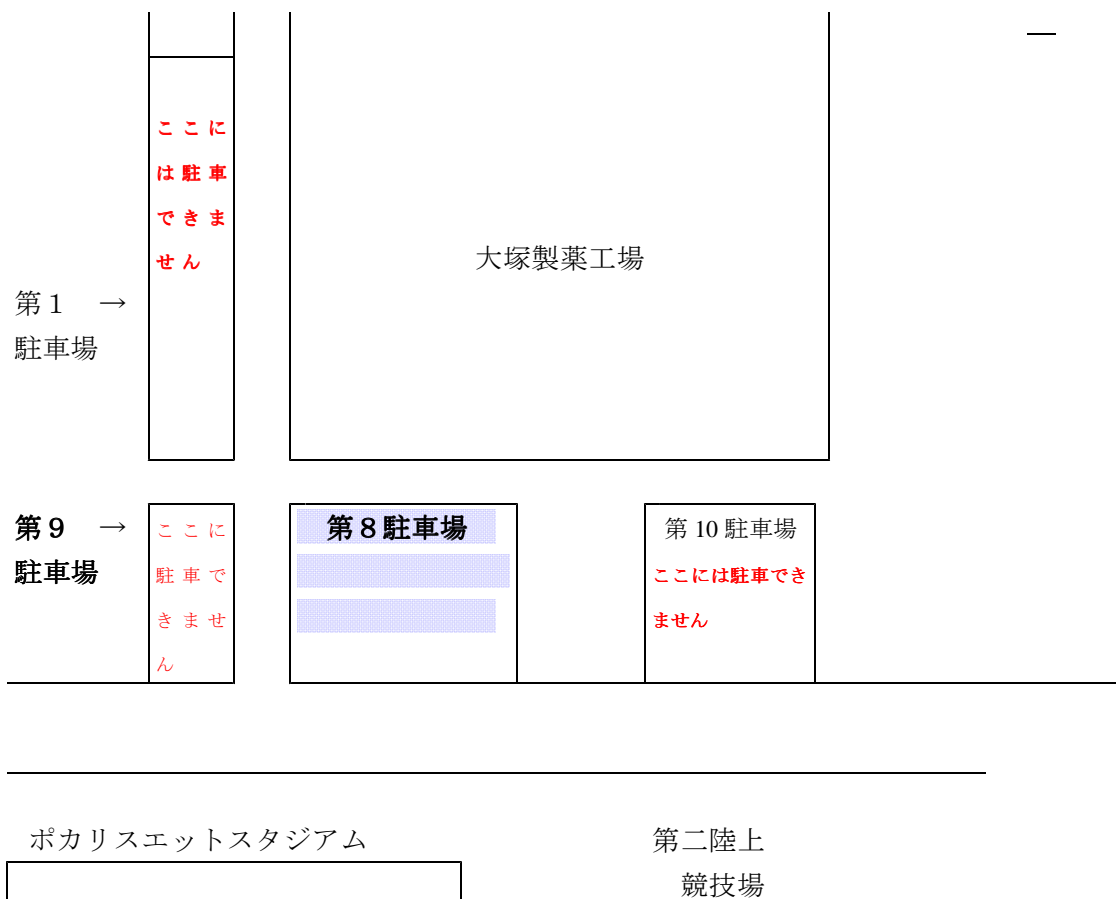 ここに
は駐車
できま
せん
大塚製薬工場
第１　→
駐車場
第９　→
駐車場
ここに
駐車で
きませ
ん
第８駐車場
第 10 駐車場
ここには駐車でき
ません
ポカリスエットスタジアム
第二陸上
競技場